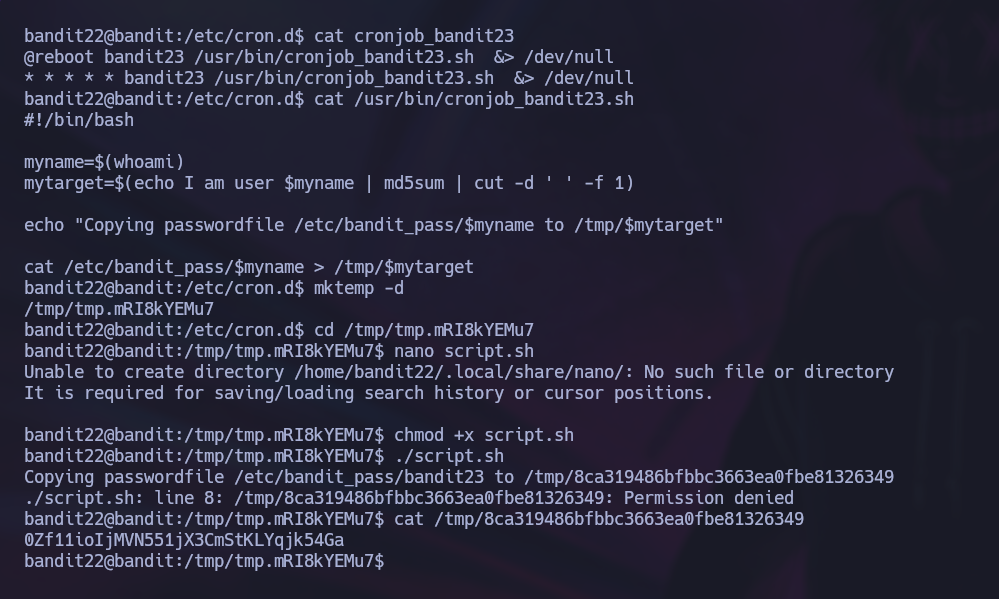 bandit22@bandit:/etc/cron.d$ cat cronjob_bandit23
@reboot bandit23 /usr/bin/cronjob_bandit23.sh  &> /dev/null
* * * * * bandit23 /usr/bin/cronjob_bandit23.sh  &> /dev/null
bandit22@bandit:/etc/cron.d$ cat /usr/bin/cronjob_bandit23.sh
#!/bin/bash

myname=$(whoami)
mytarget=$(echo I am user $myname | md5sum | cut -d ' ' -f 1)

echo "Copying passwordfile /etc/bandit_pass/$myname to /tmp/$mytarget"

cat /etc/bandit_pass/$myname > /tmp/$mytarget
bandit22@bandit:/etc/cron.d$ mktemp -d
/tmp/tmp.mRI8kYEMu7
bandit22@bandit:/etc/cron.d$ cd /tmp/tmp.mRI8kYEMu7
bandit22@bandit:/tmp/tmp.mRI8kYEMu7$ nano script.sh
Unable to create directory /home/bandit22/.local/share/nano/: No such file or directory
It is required for saving/loading search history or cursor positions.

bandit22@bandit:/tmp/tmp.mRI8kYEMu7$ chmod +x script.sh
bandit22@bandit:/tmp/tmp.mRI8kYEMu7$ ./script.sh
Copying passwordfile /etc/bandit_pass/bandit23 to /tmp/8ca319486bfbbc3663ea0fbe81326349
./script.sh: line 8: /tmp/8ca319486bfbbc3663ea0fbe81326349: Permission denied
bandit22@bandit:/tmp/tmp.mRI8kYEMu7$ cat /tmp/8ca319486bfbbc3663ea0fbe81326349
0Zf11ioIjMVN551jX3CmStKLYqjk54Ga
bandit22@bandit:/tmp/tmp.mRI8kYEMu7$